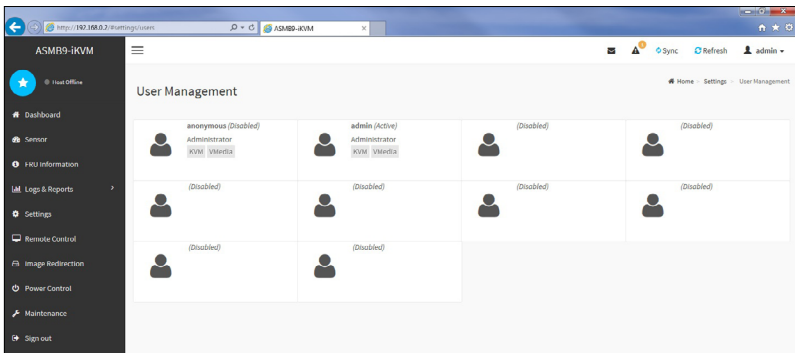 http://192.168.0.2/#settings/users
ASMB9-iKVM
ASMB9-iKVM
Sync
Refresh
admin
Host Offline
User Management
Home
Settings
User Management
Dashboard
Sensor
FRU Information
Logs & Reports
Settings
Remote Control
Image Redirection
Power Control
Maintenance
Sign out
anonymous (Disabled)
Administrator
KVM VMedia
admin (Active)
Administrator
KVM VMedia
(Disabled)
(Disabled)
(Disabled)
(Disabled)
(Disabled)
(Disabled)
(Disabled)
(Disabled)